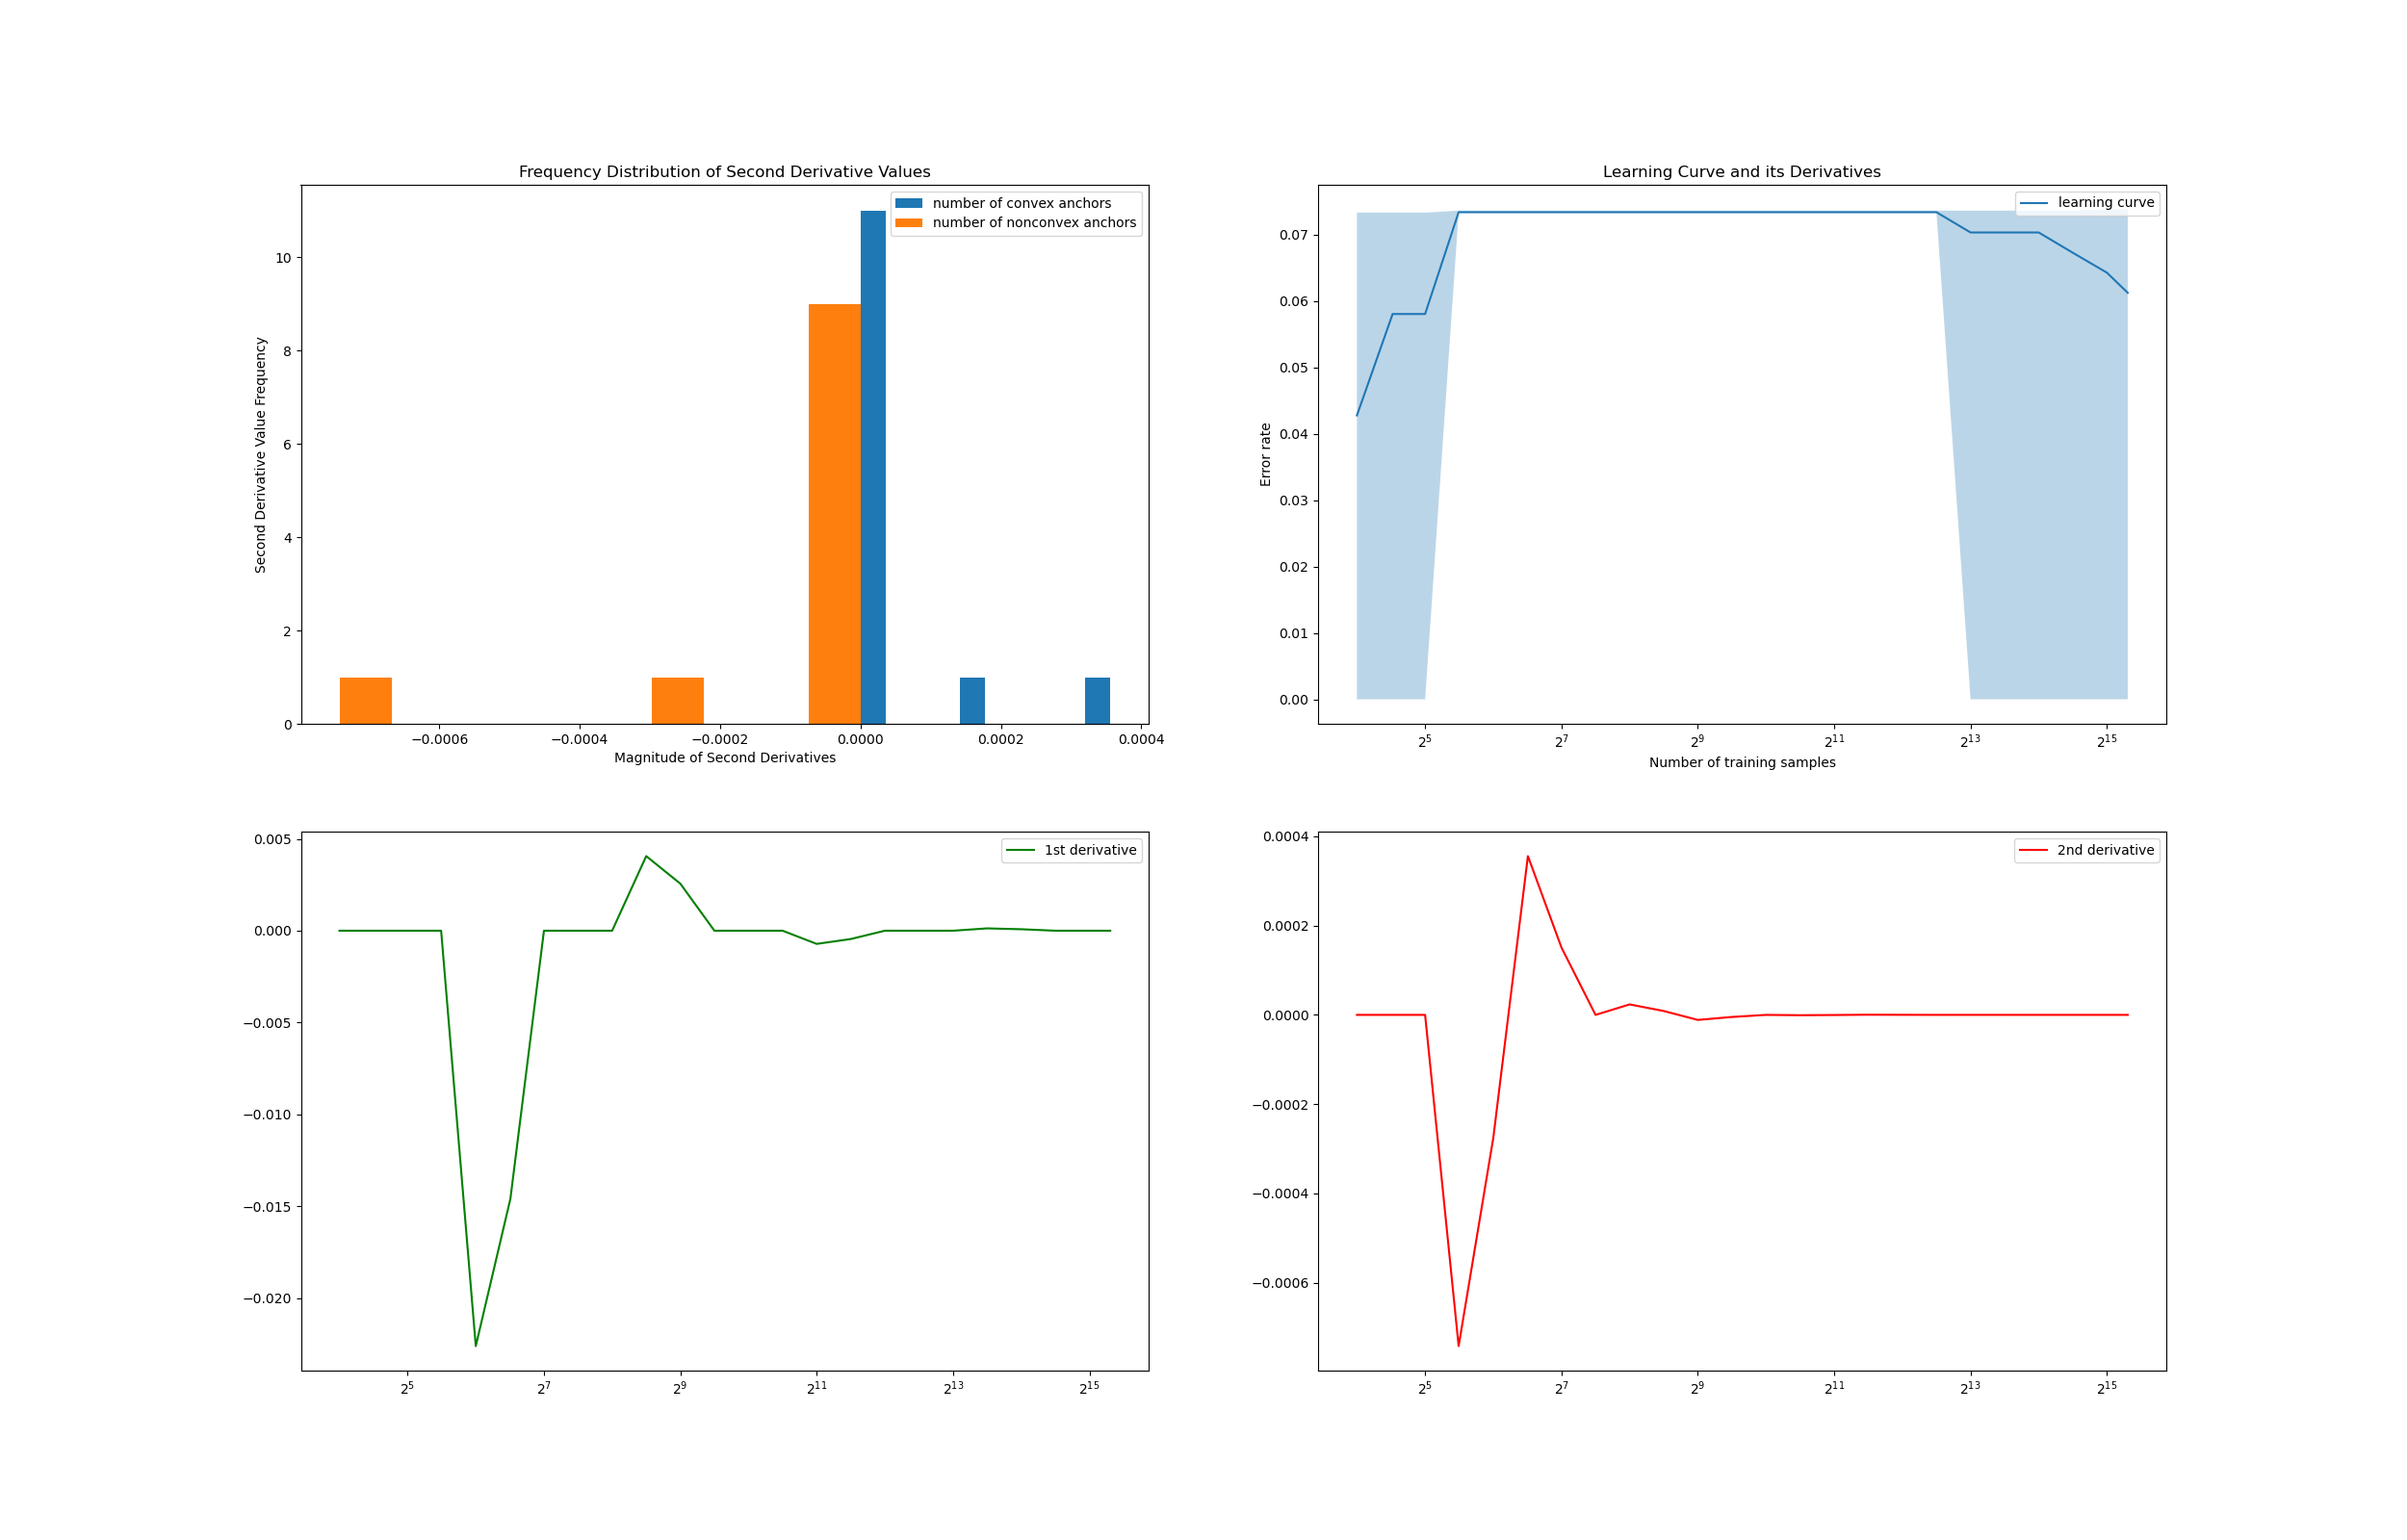 Frequency Distribution of Second Derivative Values
number of convex anchors
number of nonconvex anchors
10
8
6
4
2
0
Second Derivative Value Frequency
−0.0006 −0.0004 −0.0002 0.0000 0.0002 0.0004
Magnitude of Second Derivatives
Learning Curve and its Derivatives
learning curve
0.07
0.06
0.05
0.04
0.03
0.02
0.01
0.00
Error rate
2^5 2^7 2^9 2^11 2^13 2^15
Number of training samples
1st derivative
0.005
0.000
−0.005
−0.010
−0.015
−0.020
2^5 2^7 2^9 2^11 2^13 2^15
2nd derivative
0.0004
0.0002
0.0000
−0.0002
−0.0004
−0.0006
2^5 2^7 2^9 2^11 2^13 2^15